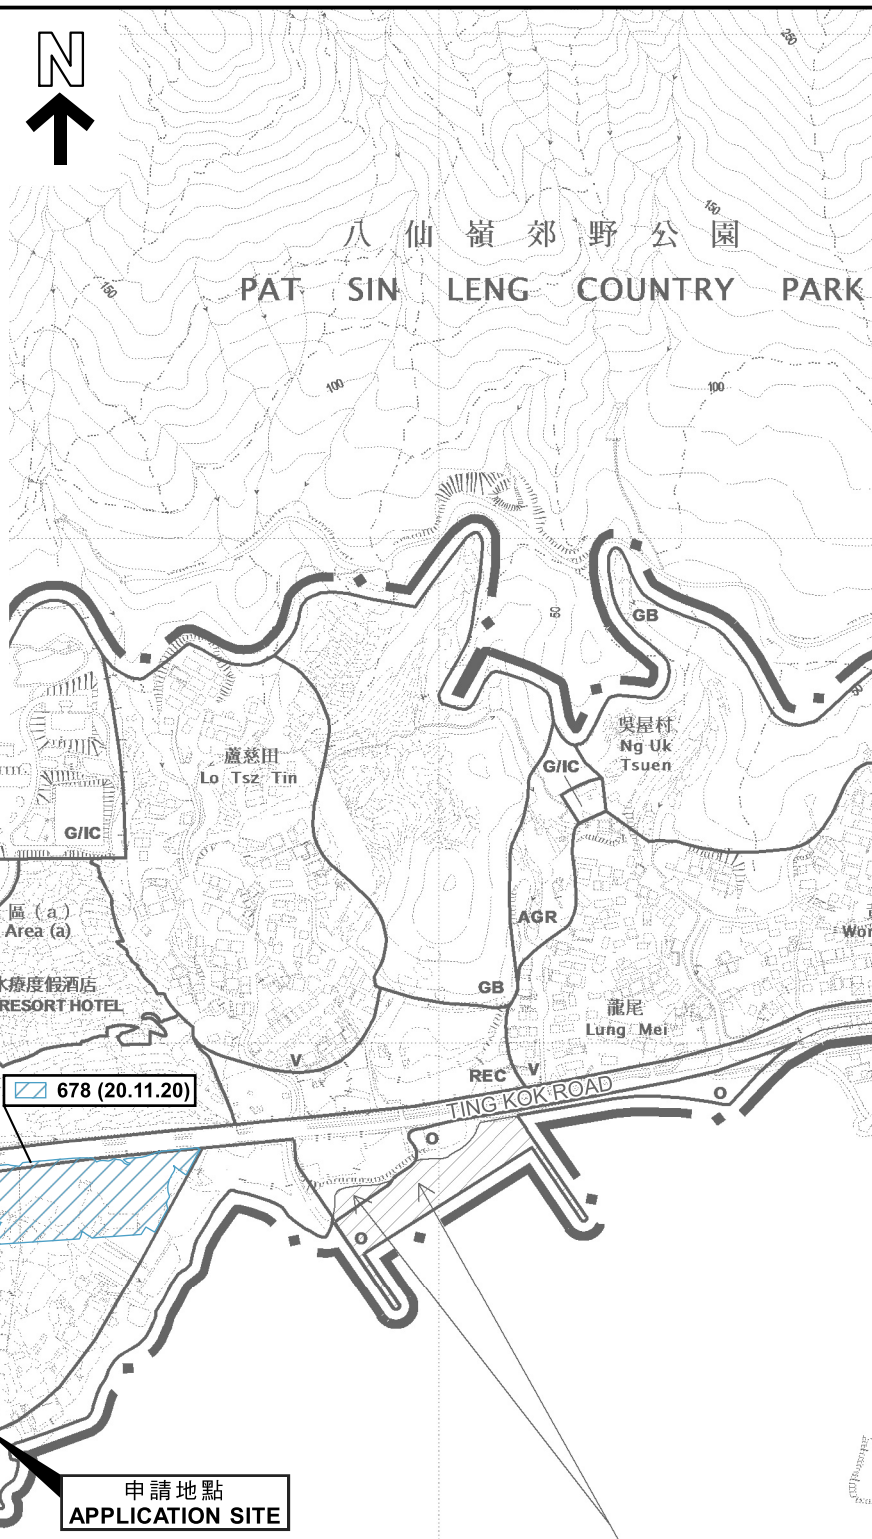 N
250
150
八仙嶺郊野公園
PAT SIN LENG COUNTRY PARK
150
100
100
50
GB
吳屋村
Ng Uk
Tsuen
50
G/IC
蘆慈田
Lo Tsz Tin
G/IC
區 (a)
Area (a)
AGR
Wor
水療度假酒店
RESORT HOTEL
GB
龍尾
Lung Mei
V
REC
V
678 (20.11.20)
TING KOK ROAD
O
O
O
申請地點
APPLICATION SITE